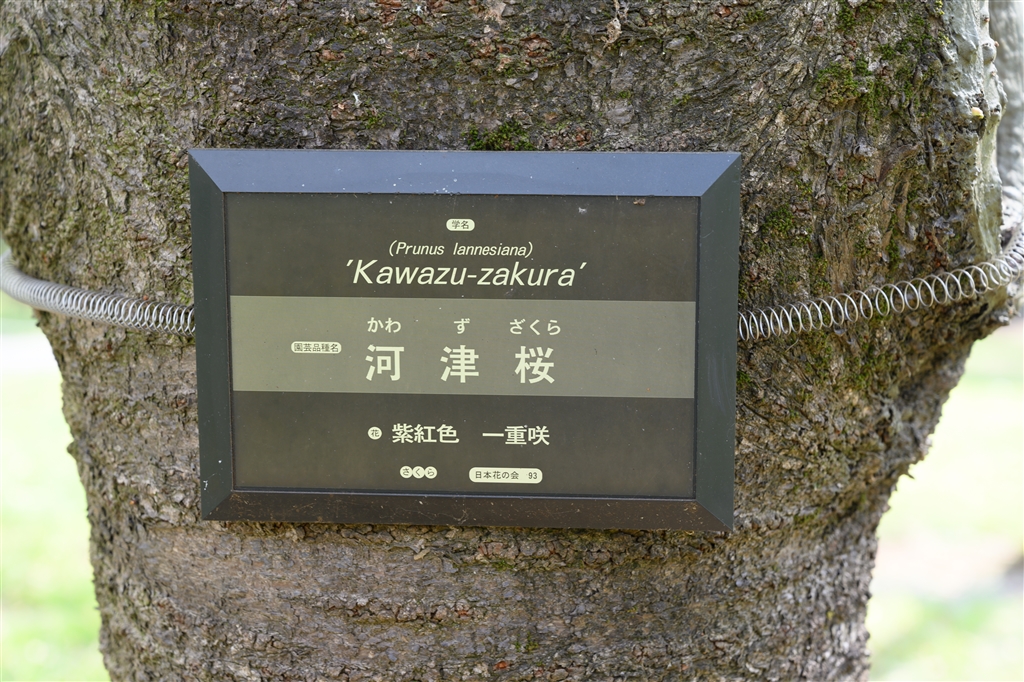 学名
(Prunus lannesiana)
'Kawazu-zakura'
かわ ず ざくら
園芸品種名 河 津 桜
花 紫紅色 一重咲
さくら 日本花の会 93